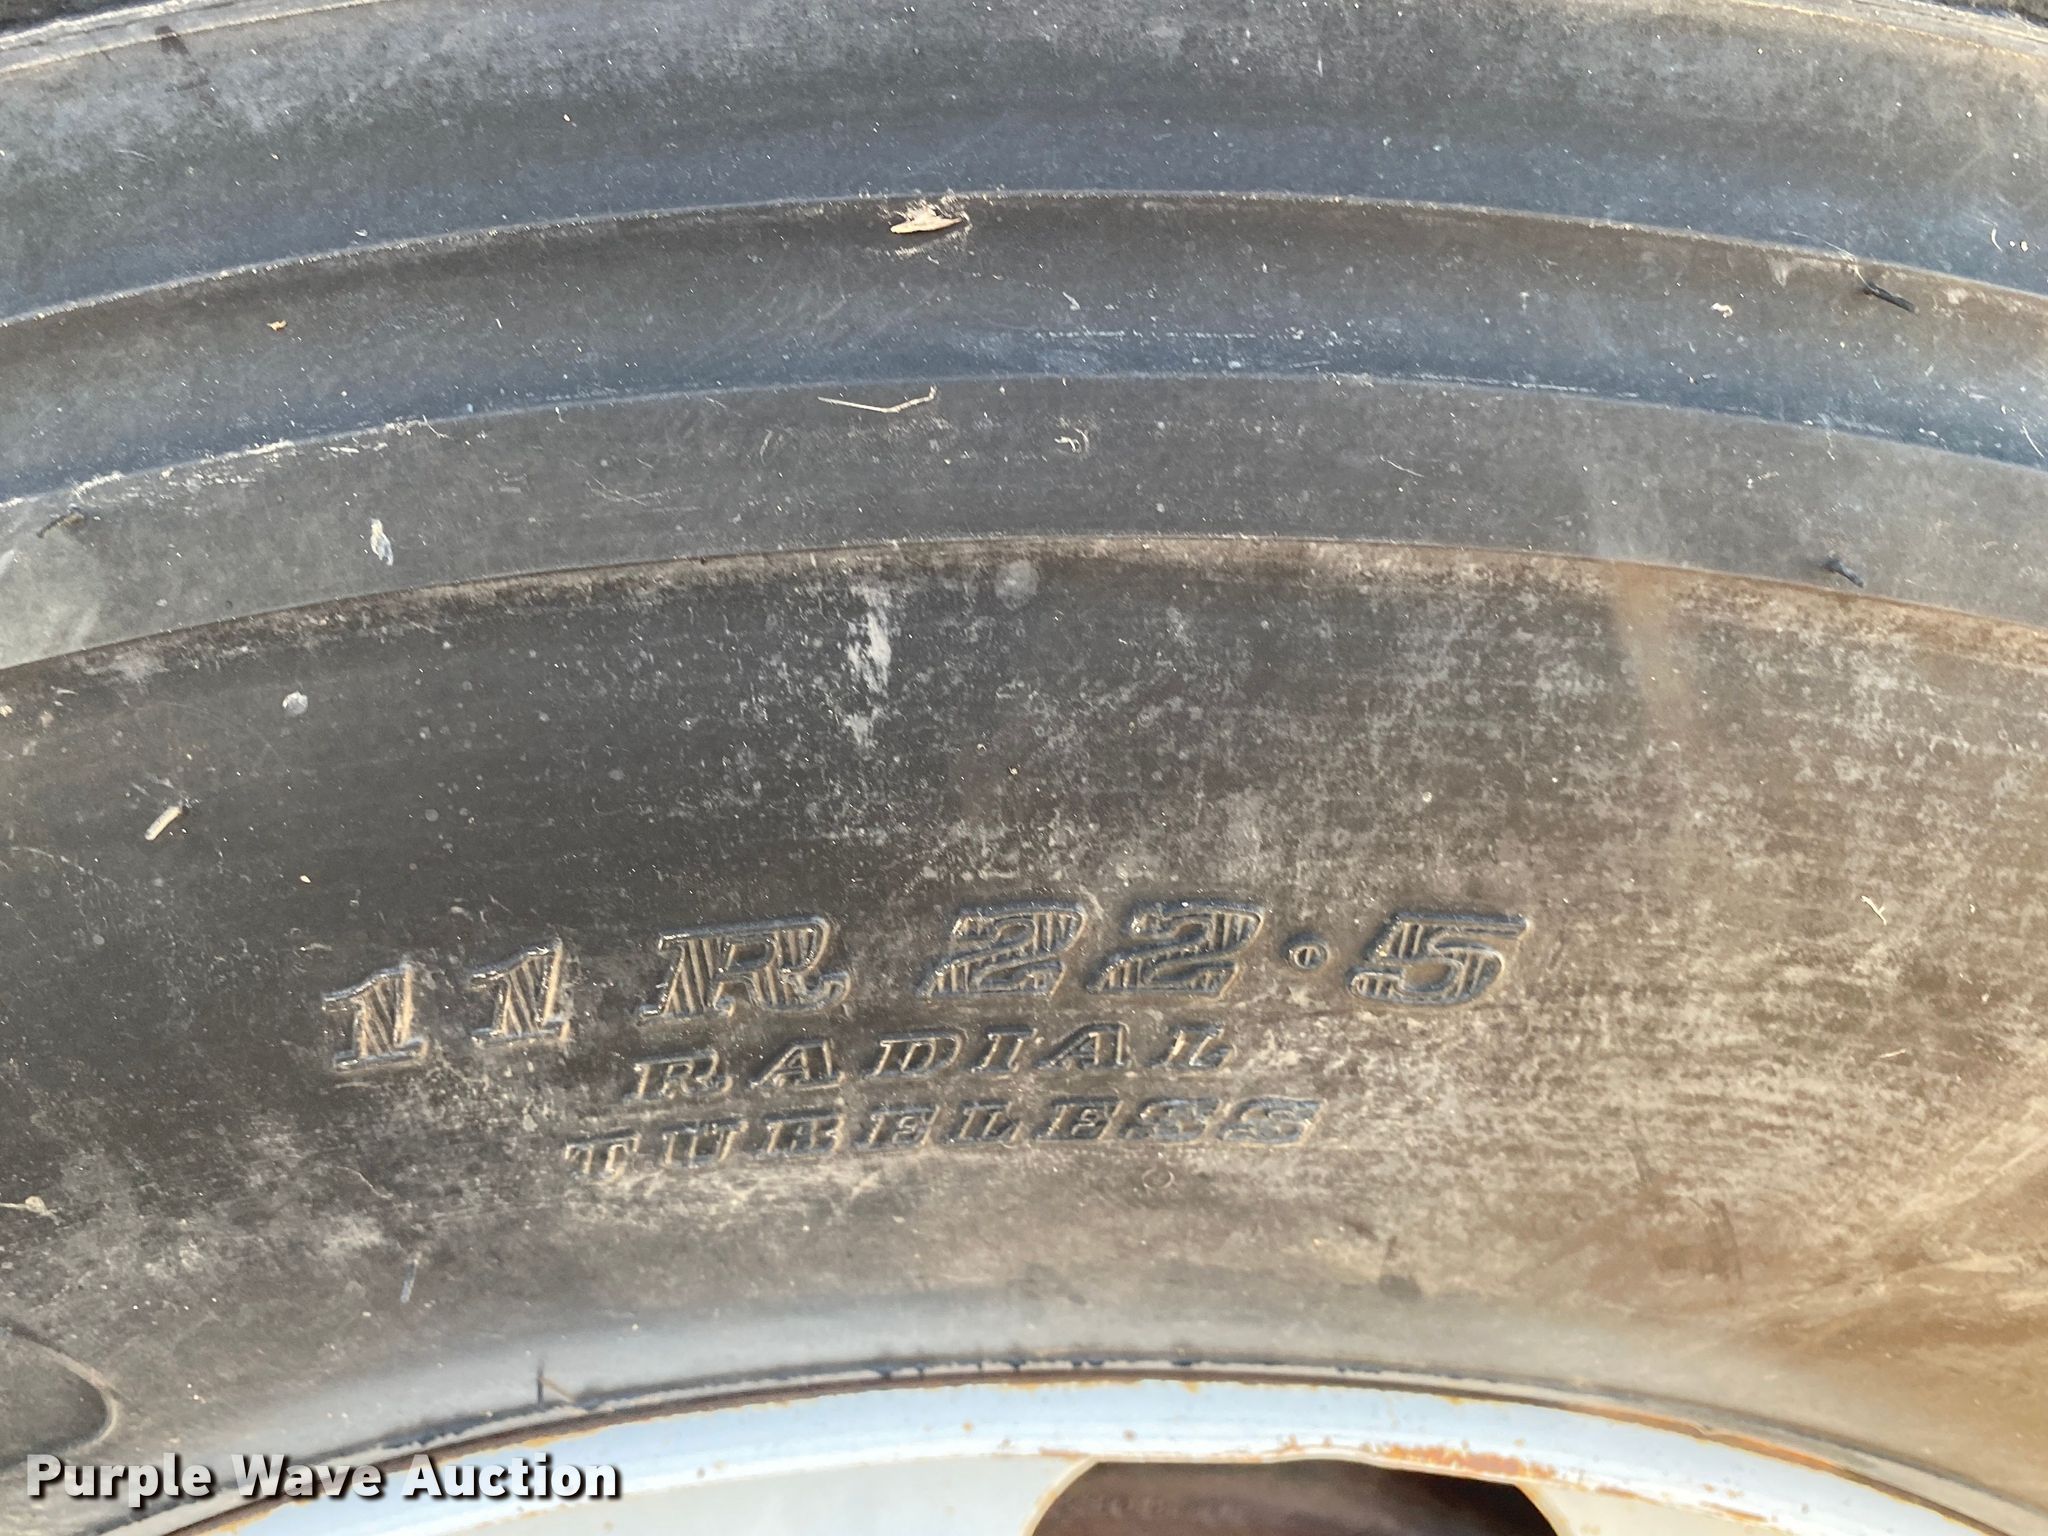 11 R 22.5
RADIAL
TUBELESS
Purple Wave Auction